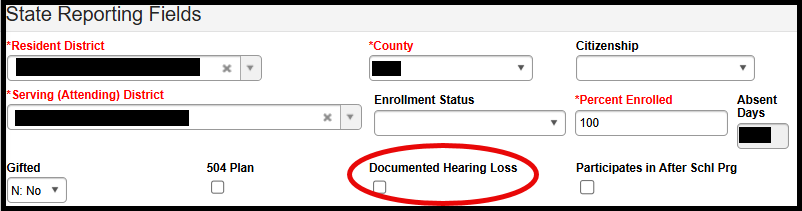 State Reporting Fields
*Resident District *County Citizenship
*Serving (Attending) District Enrollment Status *Percent Enrolled Absent Days
100
Gifted 504 Plan Documented Hearing Loss Participates in After Schl Prg
N: No